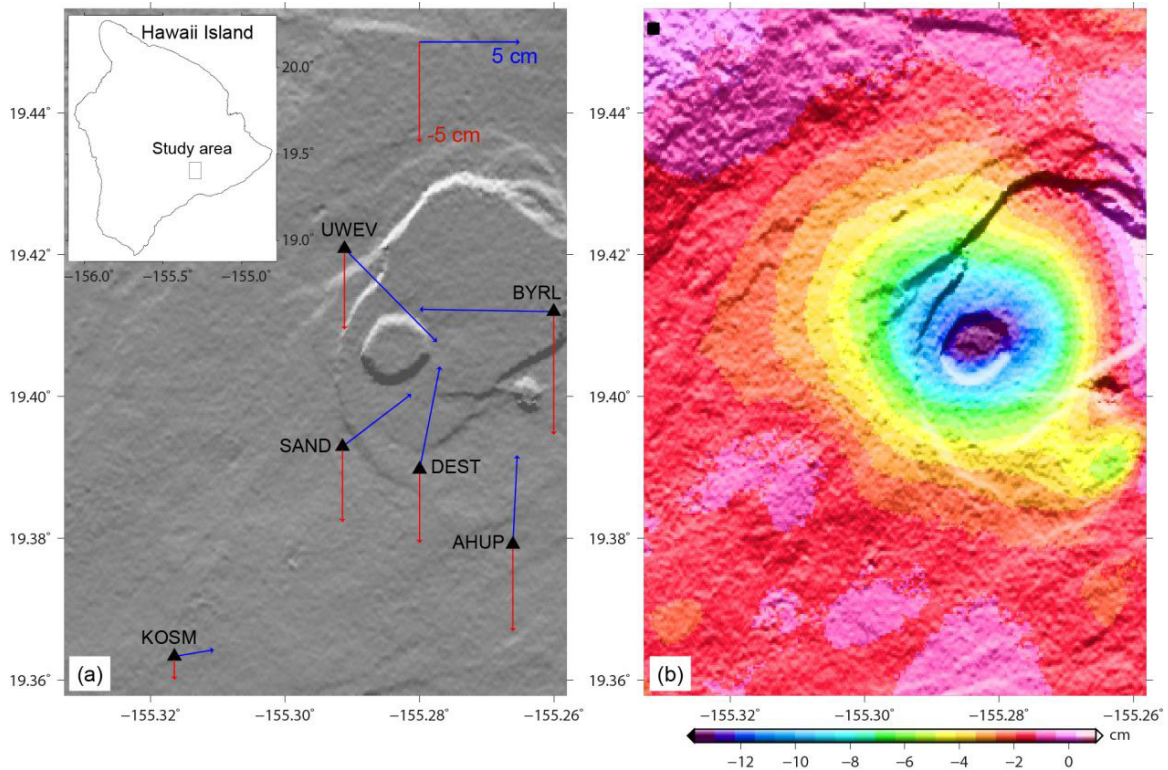 Hawaii Island
20.0°
Study area
19.5°
19.0°
−156.0° −155.5° −155.0°
5 cm
-5 cm
19.44°
19.42°
19.40°
19.38°
19.36°
UWEV
BYRL
SAND
DEST
AHUP
KOSM
(a)
−155.32° −155.30° −155.28° −155.26°
19.44°
19.42°
19.40°
19.38°
19.36°
(b)
−155.32° −155.30° −155.28° −155.26°
cm
−12 −10 −8 −6 −4 −2 0